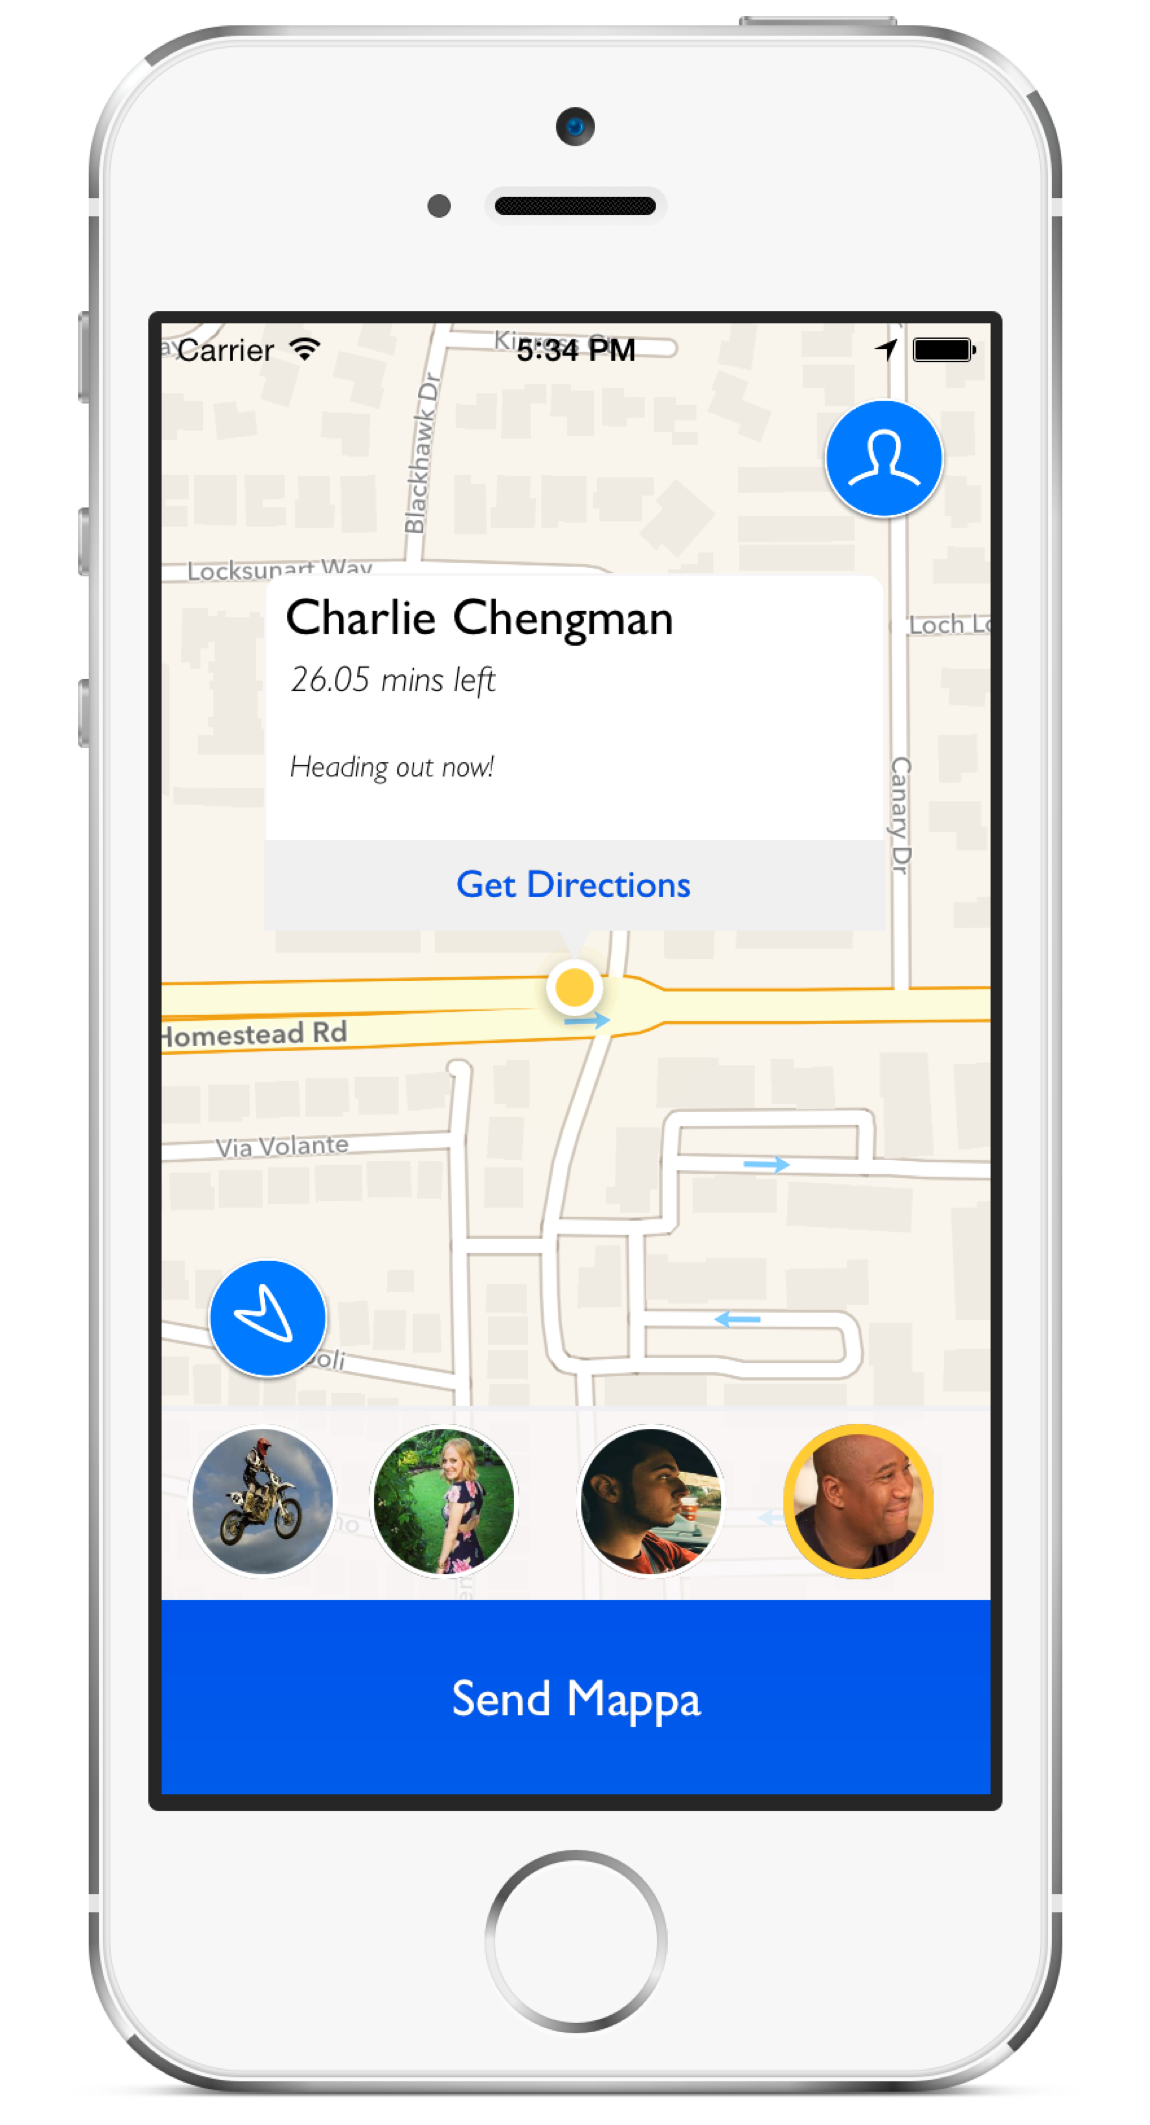 Carrier
5:34 PM
Blackhawk Dr
Locksunart Way
Charlie Chengman
Loch
26.05 mins left
Heading out now!
Canary Dr
Get Directions
Homestead Rd
Via Volante
Send Mappa